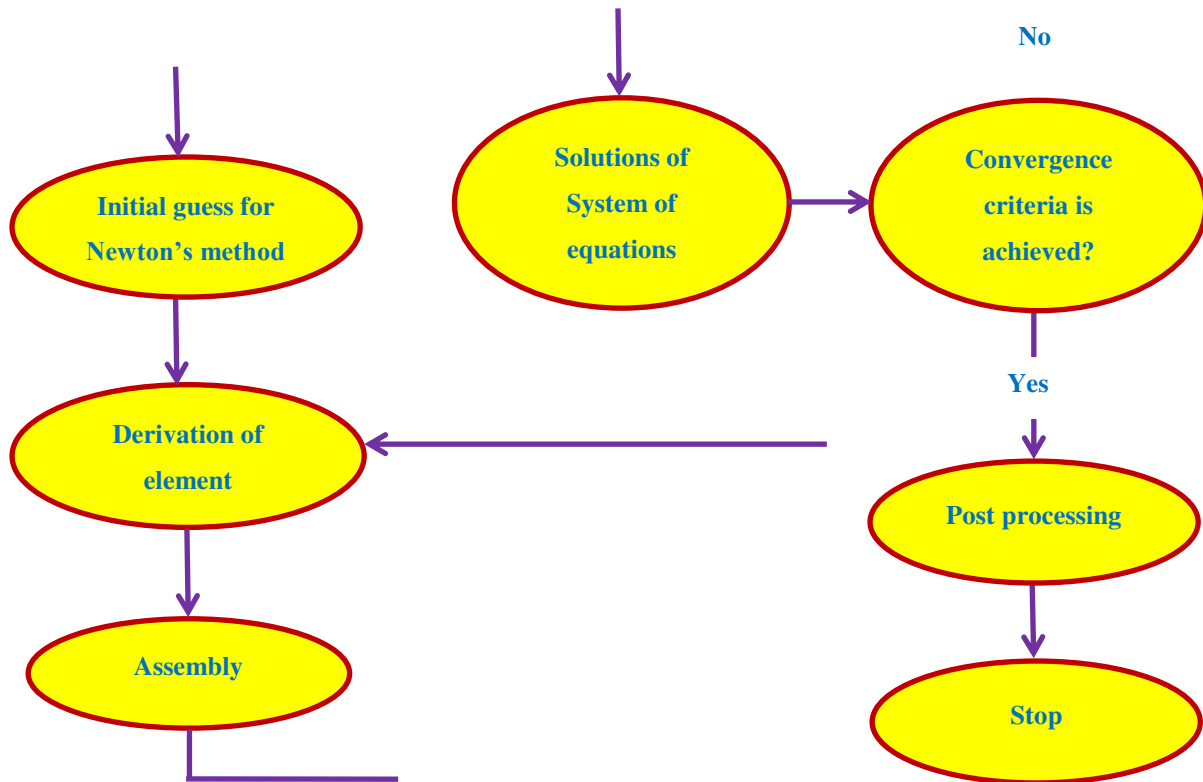 Initial guess for
Newton’s method
Derivation of
element
Assembly
Solutions of
System of
equations
No
Convergence
criteria is
achieved?
Yes
Post processing
Stop